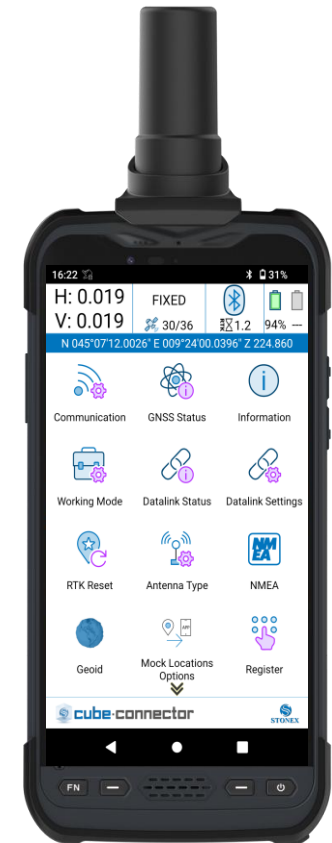 16:22
31%
H: 0.019
V: 0.019
FIXED
30/36
1.2
94% --
N 045°07'12.0026" E 009°24'00.0396" Z 224.860
Communication
GNSS Status
Information
Working Mode
Datalink Status
Datalink Settings
RTK Reset
Antenna Type
NMEA
NMEA
Geoid
APP
Mock Locations
Options
Register
cube-connector
STONEX
FN